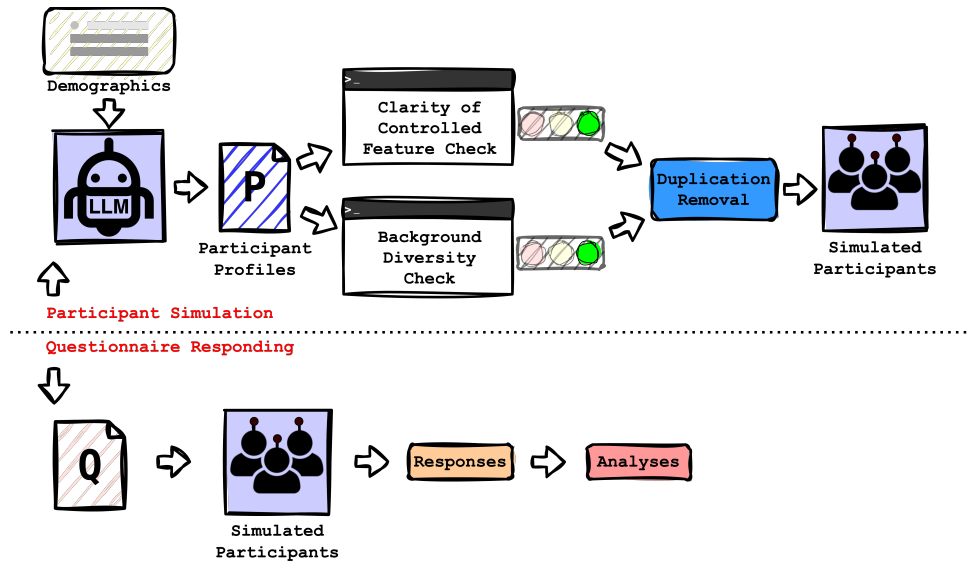 Demographics
LLM
P
Participant
Profiles
>_
Clarity of
Controlled
Feature Check
>_
Background
Diversity
Check
Duplication
Removal
Simulated
Participants
Participant Simulation
Questionnaire Responding
Q
Simulated
Participants
Responses
Analyses